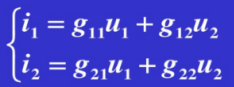 i₁ = g₁₁u₁ + g₁₂u₂
i₂ = g₂₁u₁ + g₂₂u₂